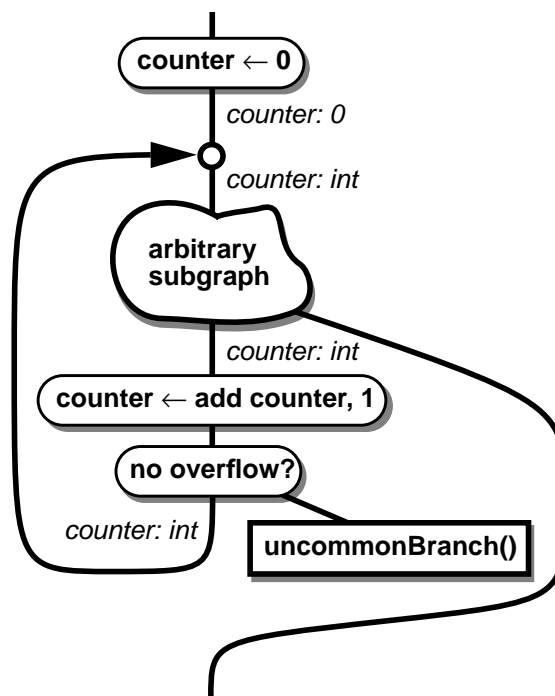 counter ← 0
counter: 0
counter: int
arbitrary
subgraph
counter: int
counter ← add counter, 1
no overflow?
counter: int
uncommonBranch()